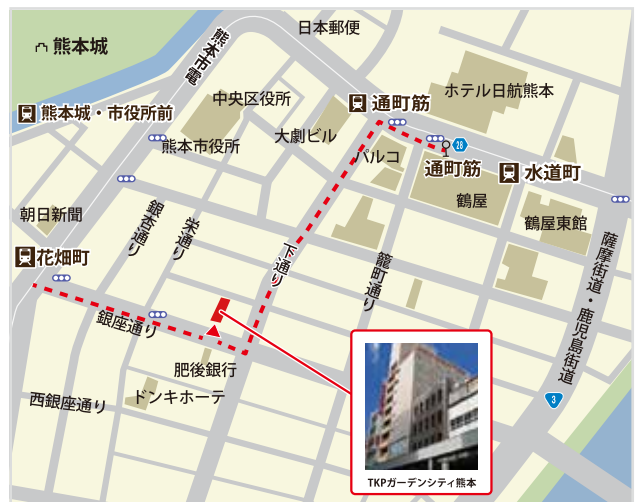 日本郵便
熊本城
熊本市電
ホテル日航熊本
中央区役所
通町筋
熊本城・市役所前
大劇ビル
熊本市役所
28
パルコ
通町筋
水道町
鶴屋
朝日新聞
銀杏通り
栄通り
鶴屋東館
薩摩街道・鹿児島街道
花畑町
下通り
籠町通り
銀座通り
肥後銀行
ドンキホーテ
西銀座通り
3
TKPガーデンシティ熊本